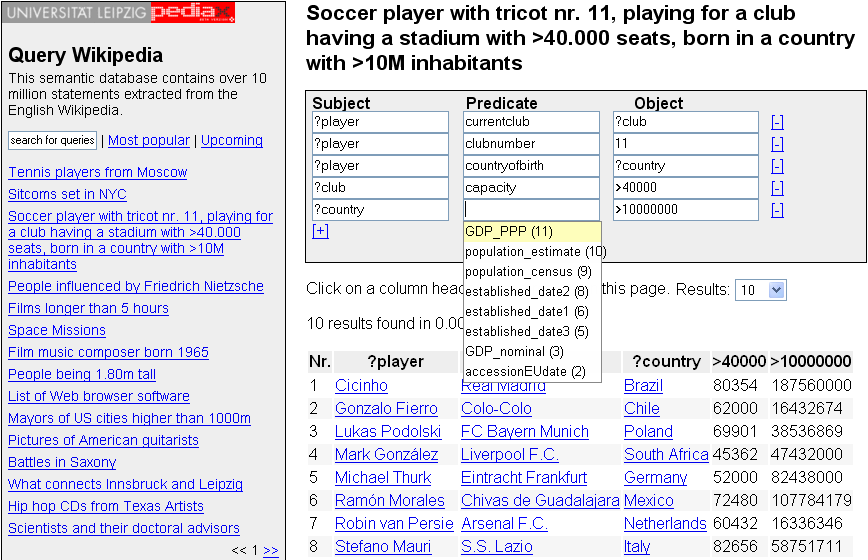 UNIVERSITÄT LEIPZIG pediax
Query Wikipedia
This semantic database contains over 10
million statements extracted from the
English Wikipedia.
search for queries | Most popular | Upcoming
Tennis players from Moscow
Sitcoms set in NYC
Soccer player with tricot nr. 11, playing for
a club having a stadium with >40.000
seats, born in a country with >10M
inhabitants
People influenced by Friedrich Nietzsche
Films longer than 5 hours
Space Missions
Film music composer born 1965
People being 1.80m tall
List of Web browser software
Mayors of US cities higher than 1000m
Pictures of American guitarists
Battles in Saxony
What connects Innsbruck and Leipzig
Hip hop CDs from Texas Artists
Scientists and their doctoral advisors
<< 1 >>
Soccer player with tricot nr. 11, playing for a club
having a stadium with >40.000 seats, born in a country
with >10M inhabitants
Subject Predicate Object
?player currentclub ?club [-]
?player clubnumber 11 [-]
?player countryofbirth ?country [-]
?club capacity >40000 [-]
?country >10000000 [-]
[+]
GDP_PPP (11)
population_estimate (10)
population_census (9)
established_date2 (8)
established_date1 (6)
established_date3 (5)
GDP_nominal (3)
accessionEUdate (2)
Click on a column this page. Results: 10
10 results found in
Nr. ?player ?country >40000 >10000000
1 Cicinho Real Madrid Brazil 80354 187560000
2 Gonzalo Fierro Colo-Colo Chile 62000 16432674
3 Lukas Podolski FC Bayern Munich Poland 69901 38536869
4 Mark González Liverpool F.C. South Africa 45362 47432000
5 Michael Thurk Eintracht Frankfurt Germany 52000 82438000
6 Ramón Morales Chivas de Guadalajara Mexico 72480 107784179
7 Robin van Persie Arsenal F.C. Netherlands 60432 16336346
8 Stefano Mauri S.S. Lazio Italy 82656 58751711